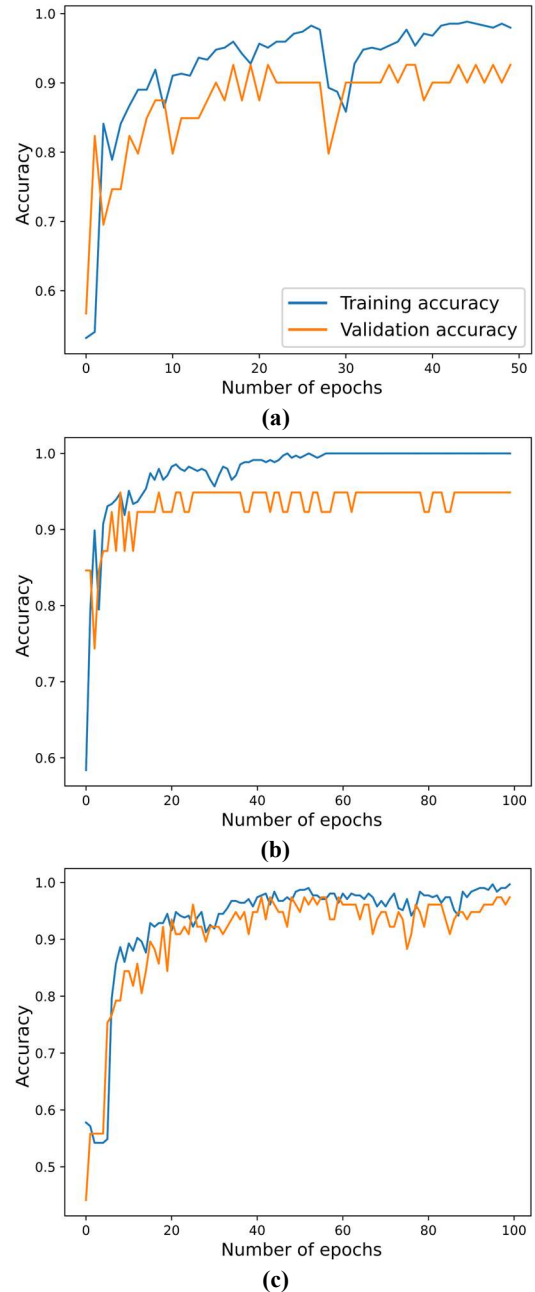 1.0
0.9
0.8
0.7
0.6
Accuracy
Training accuracy
Validation accuracy
0 10 20 30 40 50
Number of epochs
(a)
1.0
0.9
0.8
0.7
0.6
Accuracy
0 20 40 60 80 100
Number of epochs
(b)
1.0
0.9
0.8
0.7
0.6
0.5
Accuracy
0 20 40 60 80 100
Number of epochs
(c)